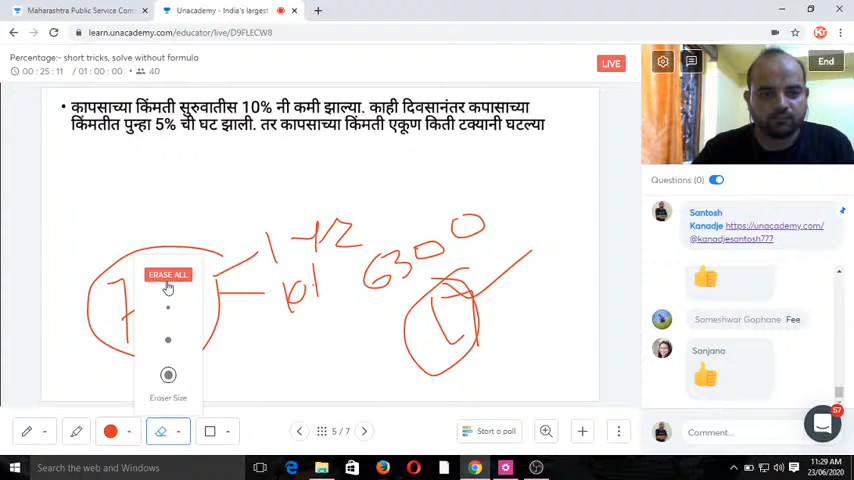 Maharashtra Public Service Com
Unacademy - India's largest
learn.unacademy.com/educator/live/D9FLECW8
Percentage:- short tricks, solve without formula
00 : 25 : 11 / 01 : 00 : 00 • 40
LIVE
End
• कापसाच्या किंमती सुरुवातीस 10% नी कमी झाल्या. काही दिवसानंतर कपासाच्या
किंमतीत पुन्हा 5% ची घट झाली. तर कापसाच्या किंमती एकूण किती टक्यानी घटल्या
Questions (0)
Santosh
Kanadje https://unacademy.com/
@kanadjesantosh777
6300
ERASE ALL
Eraser Size
Someshwar Gophane Fee
Sanjana
5 / 7
Start a poll
Comment...
57
Search the web and Windows
11:29 AM
23/06/2020